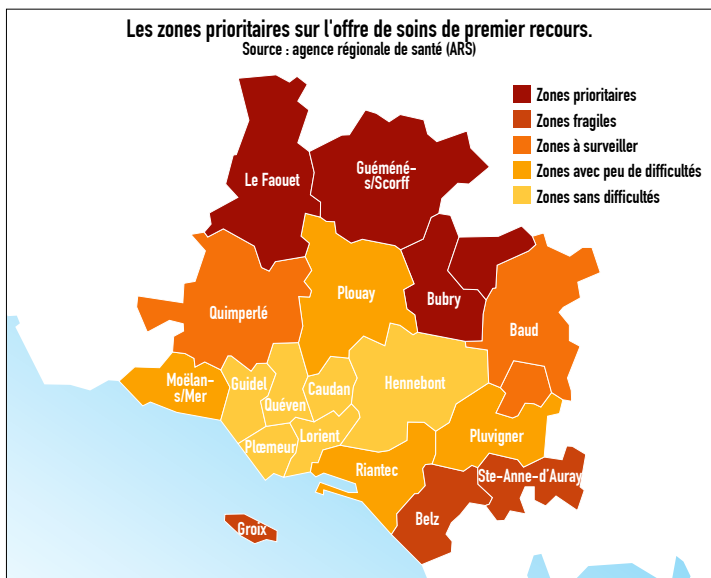 Les zones prioritaires sur l'offre de soins de premier recours.
Source : agence régionale de santé (ARS)
Zones prioritaires
Zones fragiles
Zones à surveiller
Zones avec peu de difficultés
Zones sans difficultés
Le Faouet
Guéméné-
s/Scorff
Bubry
Plouay
Quimperlé
Baud
Moëlan-
s/Mer
Guidel
Quéven
Caudan
Hennebont
Lorient
Plœmeur
Pluvigner
Riantec
Ste-Anne-d'Auray
Belz
Groix